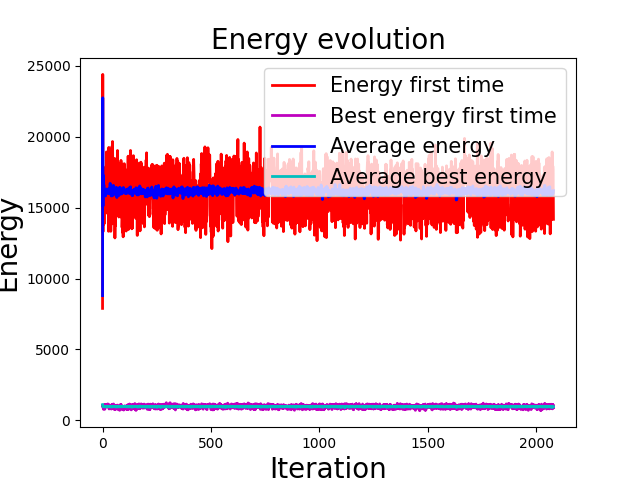 Energy evolution
Energy
25000
20000
15000
10000
5000
0
Energy first time
Best energy first time
Average energy
Average best energy
0 500 1000 1500 2000
Iteration